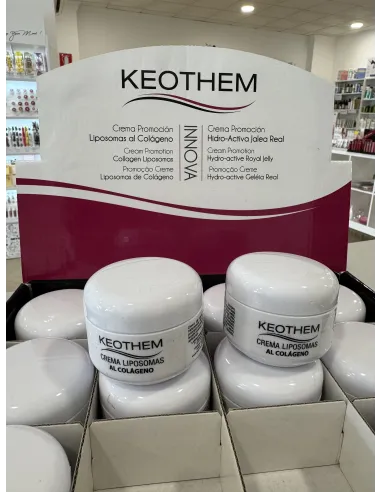 KEOTHEM
Crema Promoción
Liposomas al Colágeno
Cream Promotion
Collagen Liposomes
Promoção Creme
Liposomas de Colágeno
INNOVA
Crema Promoción
Hidro-Activa Jalea Real
Cream Promotion
Hydro-active Royal Jelly
Promoção Creme
Hydro-active Geléia Real
KEOTHEM
CREMA LIPOSOMAS
AL COLÁGENO
KEOTHEM
CREMA LIPOSOMAS
AL COLÁGENO